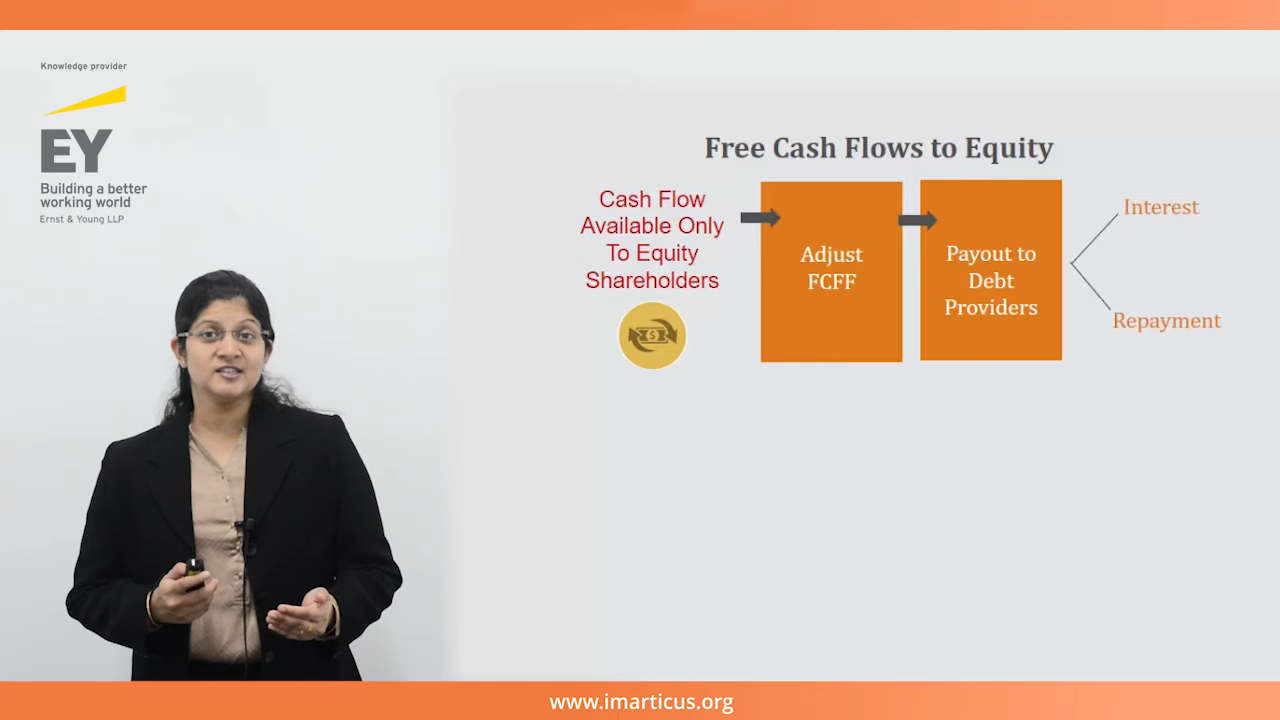 Knowledge provider
EY
Building a better
working world
Ernst & Young LLP
Free Cash Flows to Equity
Cash Flow
Available Only
To Equity
Shareholders
$
Adjust
FCFF
Payout to
Debt
Providers
Interest
Repayment
www.imarticus.org